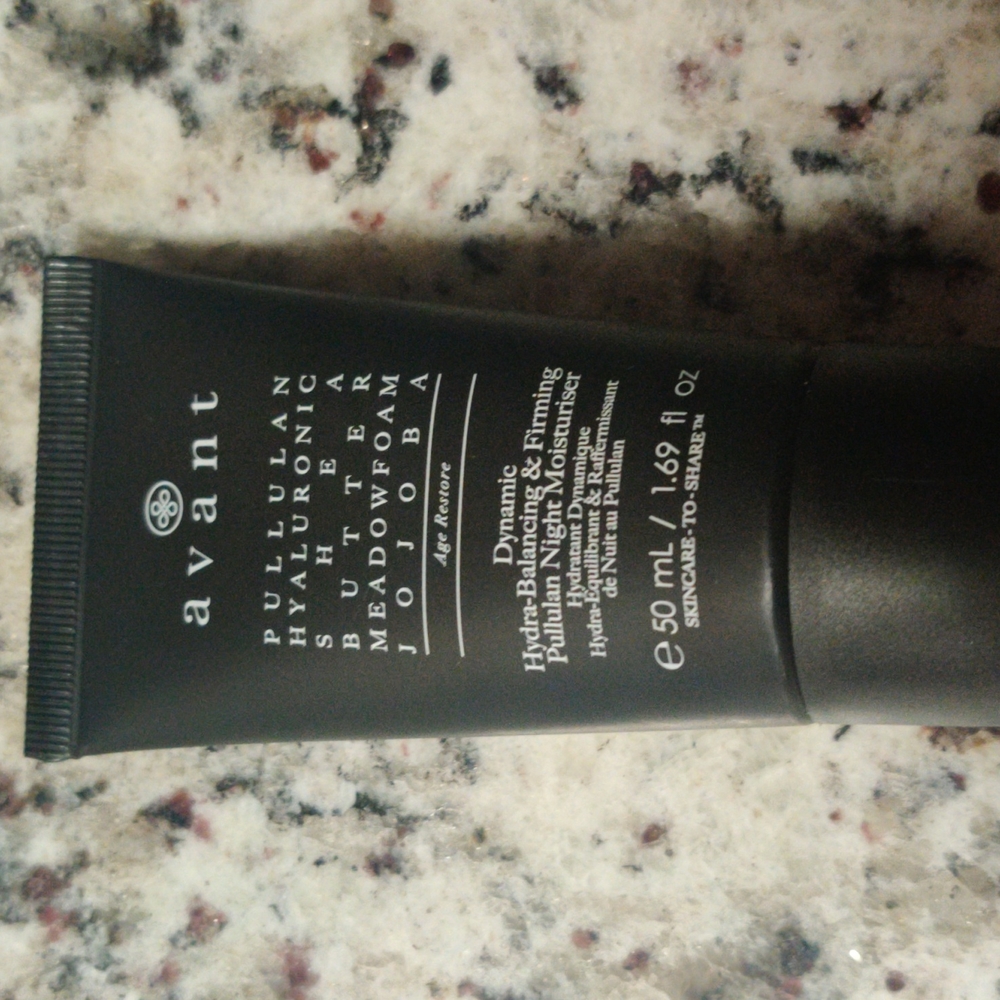 avant
PULLULAN
HYALURONIC
SHEA
BUTTER
MEADOWFOAM
JOJOBA
Age Restore
Dynamic
Hydra-Balancing & Firming
Pullulan Night Moisturiser
Hydratant Dynamique
Hydra-Équilibrant & Raffermissant
de Nuit au Pullulan
e 50 mL / 1.69 fl oz
SKINCARE-TO-SHARE™